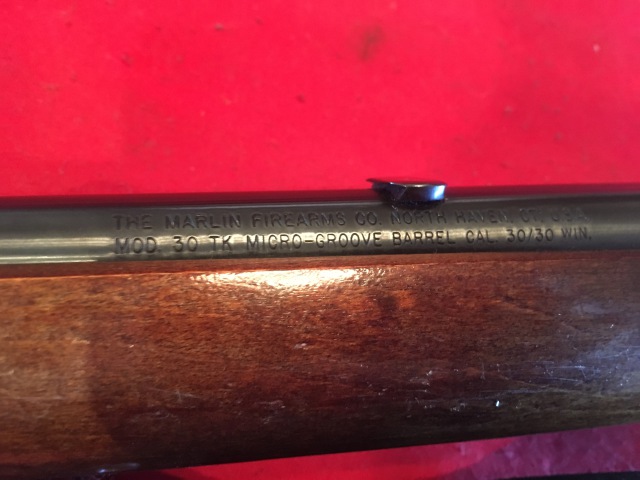 THE MARLIN FIREARMS CO. NORTH HAVEN, CT. U.S.A.
MOD. 30 TK MICRO-GROOVE BARREL CAL. 30/30 WIN.